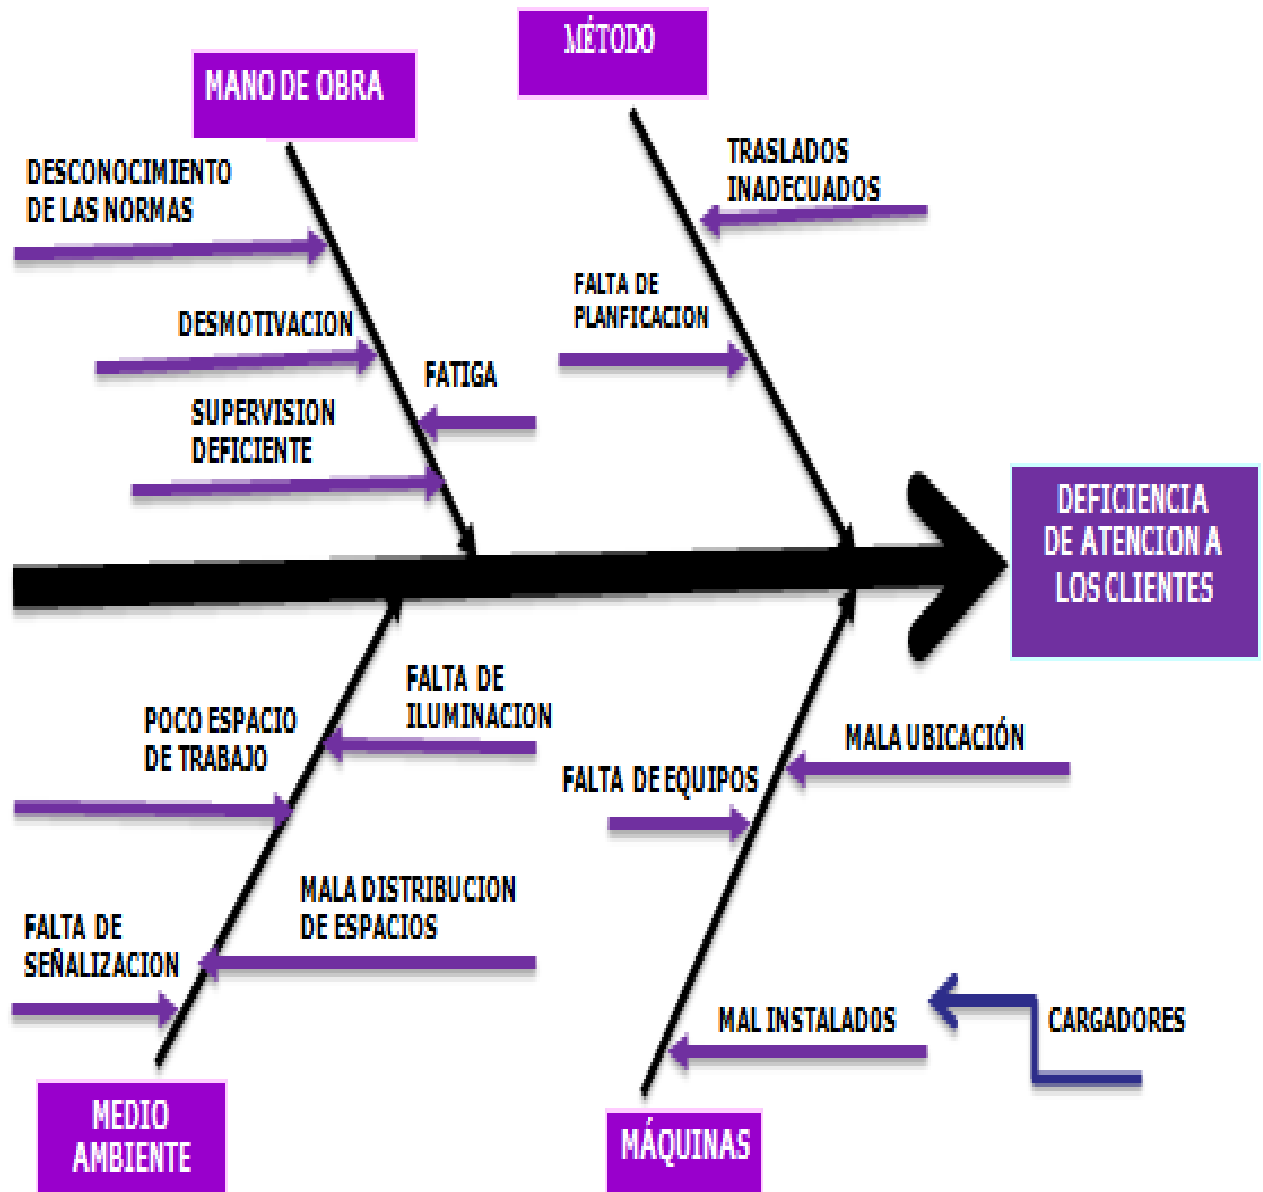 MÉTODO
MANO DE OBRA
TRASLADOS
INADECUADOS
DESCONOCIMIENTO
DE LAS NORMAS
FALTA DE
PLANFICACION
DESMOTIVACION
FATIGA
SUPERVISION
DEFICIENTE
DEFICIENCIA
DE ATENCION A
LOS CLIENTES
FALTA DE
ILUMINACION
POCO ESPACIO
DE TRABAJO
MALA UBICACIÓN
FALTA DE EQUIPOS
MALA DISTRIBUCION
DE ESPACIOS
FALTA DE
SEÑALIZACION
MAL INSTALADOS
CARGADORES
MEDIO
AMBIENTE
MÁQUINAS